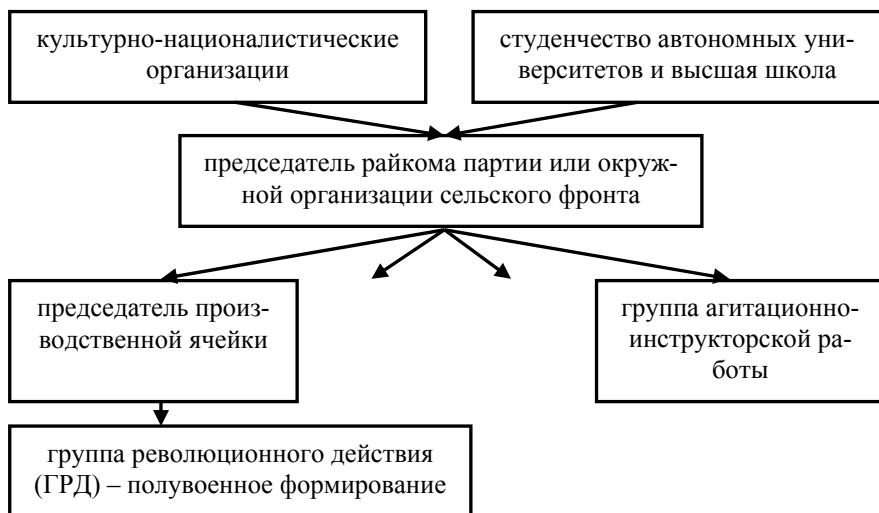 культурно-националистические
организации
студенчество автономных уни-
верситетов и высшая школа
председатель райкома партии или окруж-
ной организации сельского фронта
председатель произ-
водственной ячейки
группа агитационно-
инструкторской ра-
боты
группа революционного действия
(ГРД) – полувоенное формирование